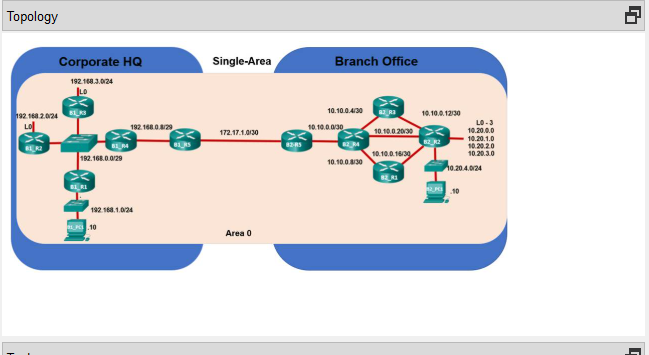 Topology
Corporate HQ
Single-Area
Branch Office
192.168.3.0/24
L0
B1_R3
192.168.2.0/24
L0
B1_R2
192.168.0.8/29
B1_R4
B1_R5
172.17.1.0/30
B2-R5
10.10.0.0/30
B2_R4
10.10.0.4/30
B2_R3
10.10.0.12/30
10.10.0.20/30
B2_R2
L0 - 3
10.20.0.0
10.20.1.0
10.20.2.0
10.20.3.0
192.168.0.0/29
10.10.0.8/30
10.10.0.16/30
B2_R1
10.20.4.0/24
B2_PC2
.10
B1_R1
192.168.1.0/24
.10
Area 0